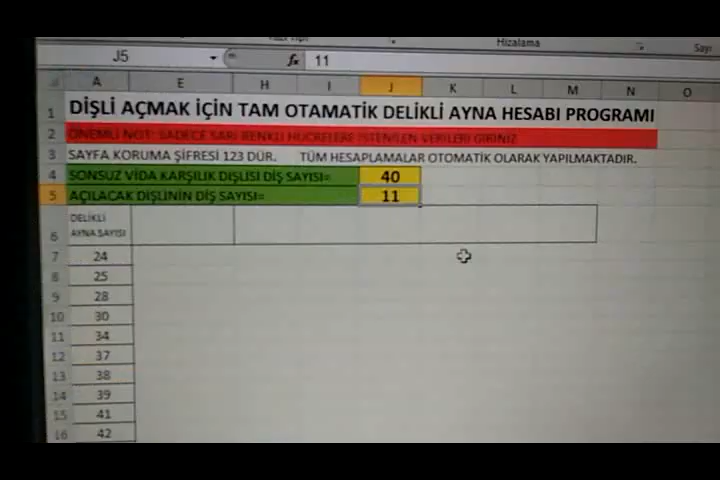 Hizalama
Sayı
J5
fx 11
A E H I J K L M N O
1 DİŞLİ AÇMAK İÇİN TAM OTAMATİK DELİKLİ AYNA HESABI PROGRAMI
2 ÖNEMLİ NOT: SADECE SARI RENKLİ HÜCRELERE İSTENİLEN VERİLERİ GİRİNİZ
3 SAYFA KORUMA ŞİFRESİ 123 DÜR. TÜM HESAPLAMALAR OTOMATİK OLARAK YAPILMAKTADIR.
4 SONSUZ VİDA KARŞILIK DİŞLİSİ DİŞ SAYISI= 40
5 AÇILACAK DİŞLİNİN DİŞ SAYISI= 11
DELİKLİ
6 AYNA SAYISI
7 24
8 25
9 28
10 30
11 34
12 37
13 38
14 39
15 41
16 42